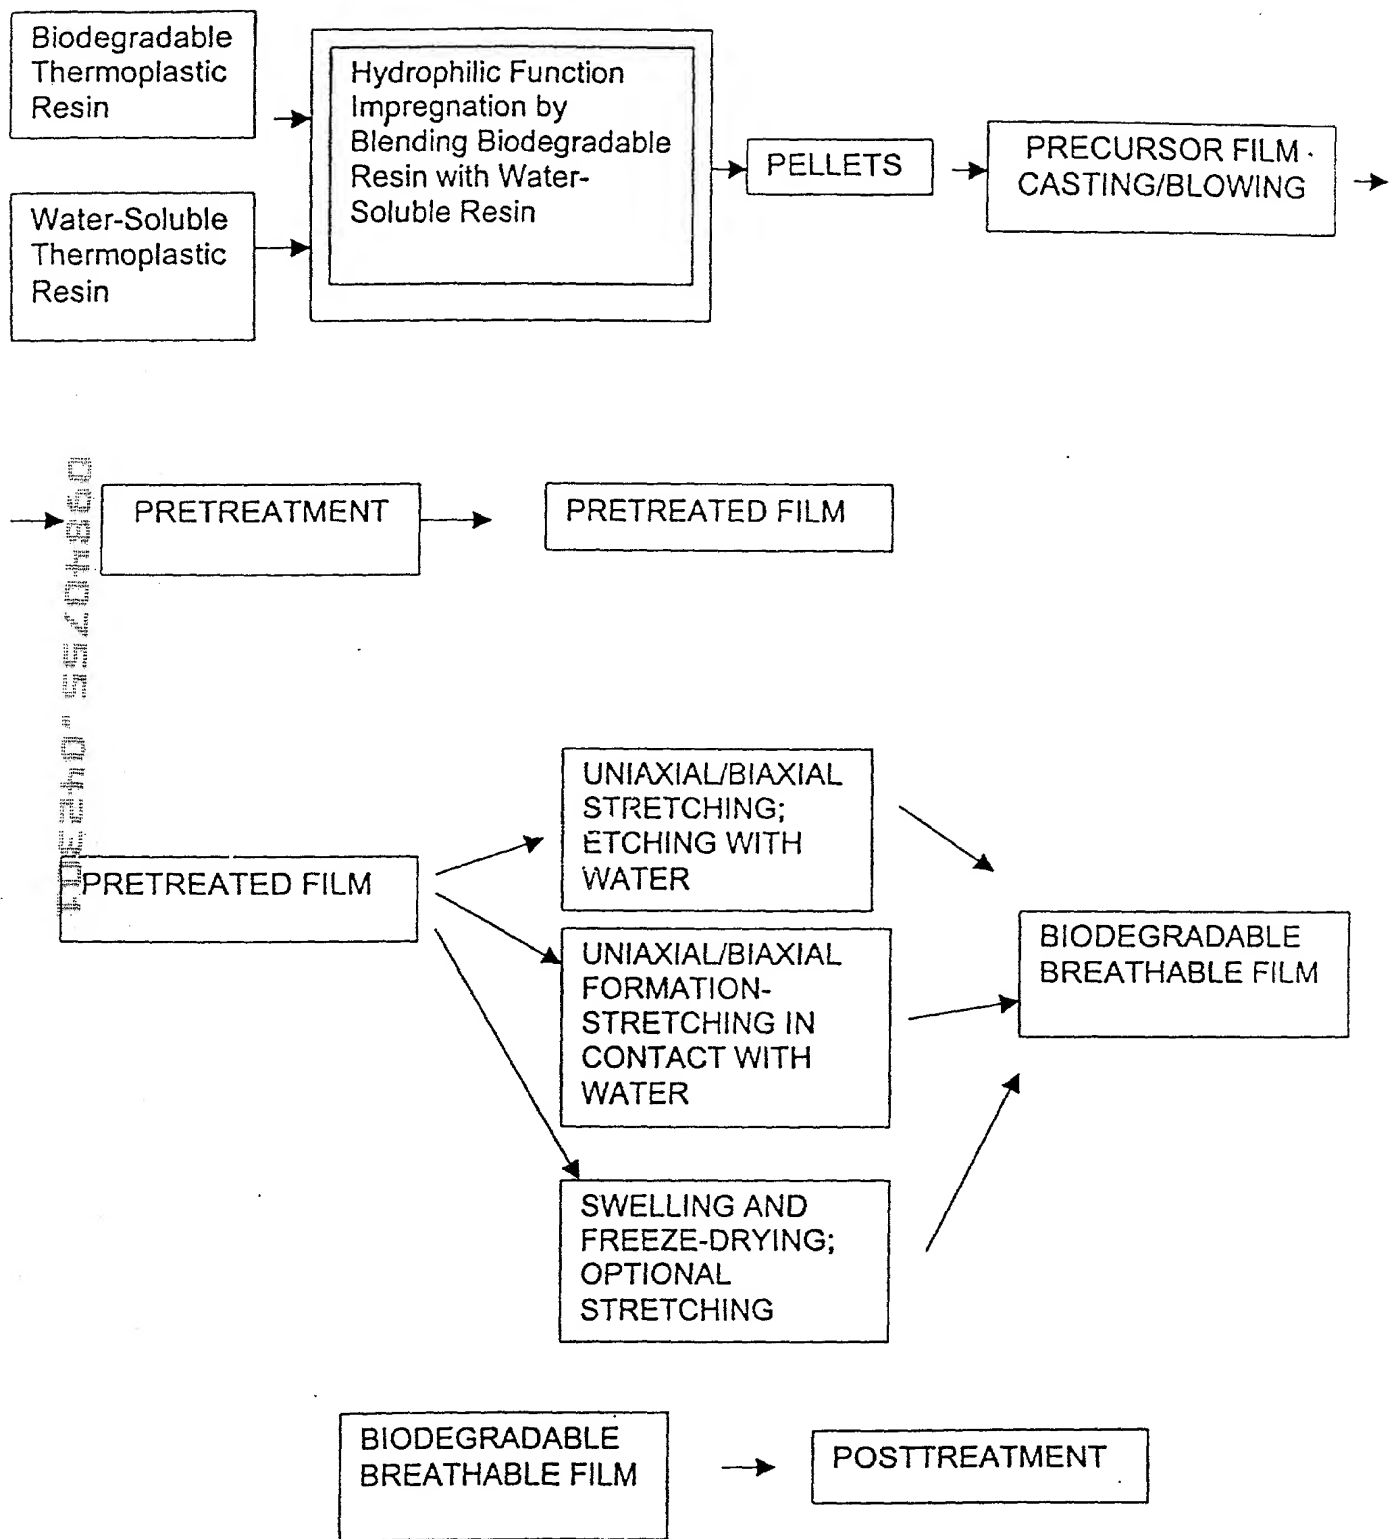 Biodegradable
Thermoplastic
Resin
Water-Soluble
Thermoplastic
Resin
Hydrophilic Function
Impregnation by
Blending Biodegradable
Resin with Water-
Soluble Resin
PELLETS
PRECURSOR FILM
CASTING/BLOWING
PRETREATMENT
PRETREATED FILM
PRETREATED FILM
UNIAXIAL/BIAXIAL
STRETCHING;
ETCHING WITH
WATER
UNIAXIAL/BIAXIAL
FORMATION-
STRETCHING IN
CONTACT WITH
WATER
SWELLING AND
FREEZE-DRYING;
OPTIONAL
STRETCHING
BIODEGRADABLE
BREATHABLE FILM
BIODEGRADABLE
BREATHABLE FILM
POSTTREATMENT